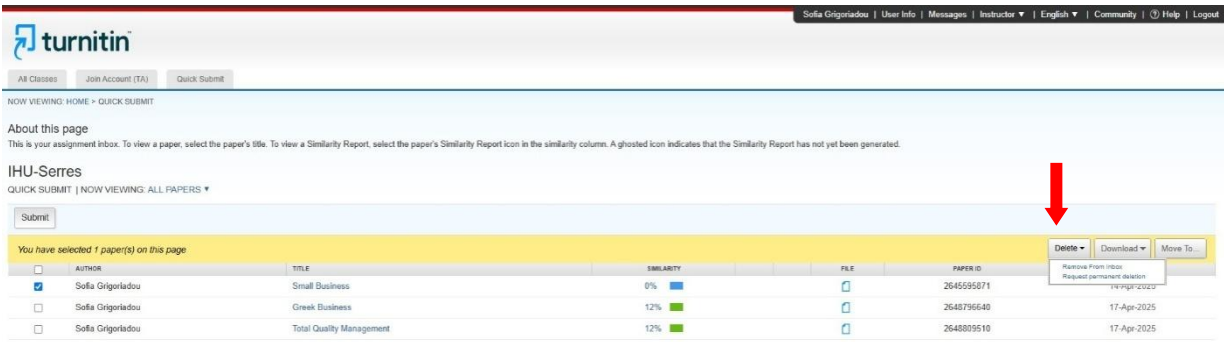 Sofia Grigoriadou | User Info | Messages | Instructor ▼ | English ▼ | Community | ? Help | Logout
turnitin
All Classes Join Account (TA) Quick Submit
NOW VIEWING: HOME > QUICK SUBMIT
About this page
This is your assignment inbox. To view a paper, select the paper's title. To view a Similarity Report, select the paper's Similarity Report icon in the similarity column. A ghosted icon indicates that the Similarity Report has not yet been generated.
IHU-Serres
QUICK SUBMIT | NOW VIEWING: ALL PAPERS ▼
Submit
You have selected 1 paper(s) on this page
Delete Download Move To...
Remove From Inbox
Request permanent deletion
AUTHOR TITLE SIMILARITY FILE PAPER ID
Sofia Grigoriadou Small Business 0% 2645595871 14-Apr-2025
Sofia Grigoriadou Greek Business 12% 2648796640 17-Apr-2025
Sofia Grigoriadou Total Quality Management 12% 2648809510 17-Apr-2025